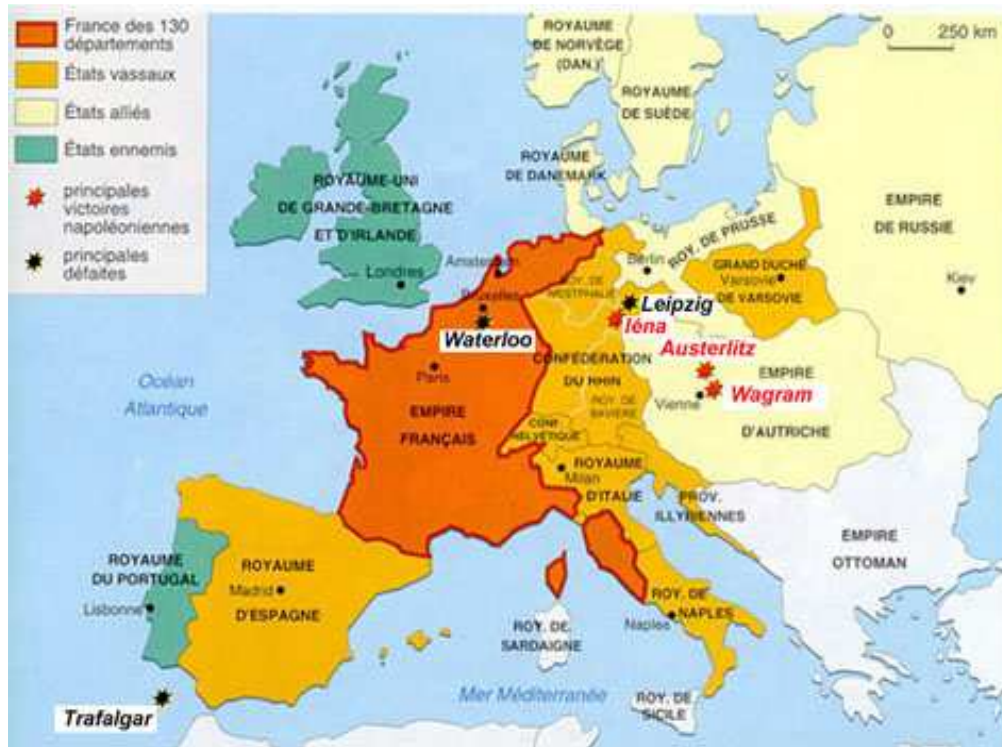 France des 130
départements
États vassaux
États alliés
États ennemis
principales
victoires
napoléoniennes
principales
défaites
0 250 km
ROYAUME
DE NORVÈGE
(DAN.)
ROYAUME
DE SUÈDE
ROYAUME
DE DANEMARK
ROYAUME-UNI
DE GRANDE-BRETAGNE
ET D'IRLANDE
Londres
Amsterdam
Bruxelles
Waterloo
Berlin
ROY. DE PRUSSE
EMPIRE
DE RUSSIE
Kiev
GRAND DUCHÉ
Varsovie
DE VARSOVIE
ROY. DE
WESTPHALIE
Leipzig
Iéna
Austerlitz
Wagram
CONFÉDÉRATION
DU RHIN
ROY. DE
BAVIÈRE
EMPIRE
Vienne
D'AUTRICHE
Océan
Atlantique
Paris
EMPIRE
FRANÇAIS
CONF.
HELVÉTIQUE
ROYAUME
Milan
D'ITALIE
PROV.
ILLYRIENNES
EMPIRE
OTTOMAN
ROYAUME
DU PORTUGAL
Lisbonne
ROYAUME
Madrid
D'ESPAGNE
ROY. DE
NAPLES
Naples
ROY. DE
SARDAIGNE
Mer Méditerranée
ROY. DE
SICILE
Trafalgar